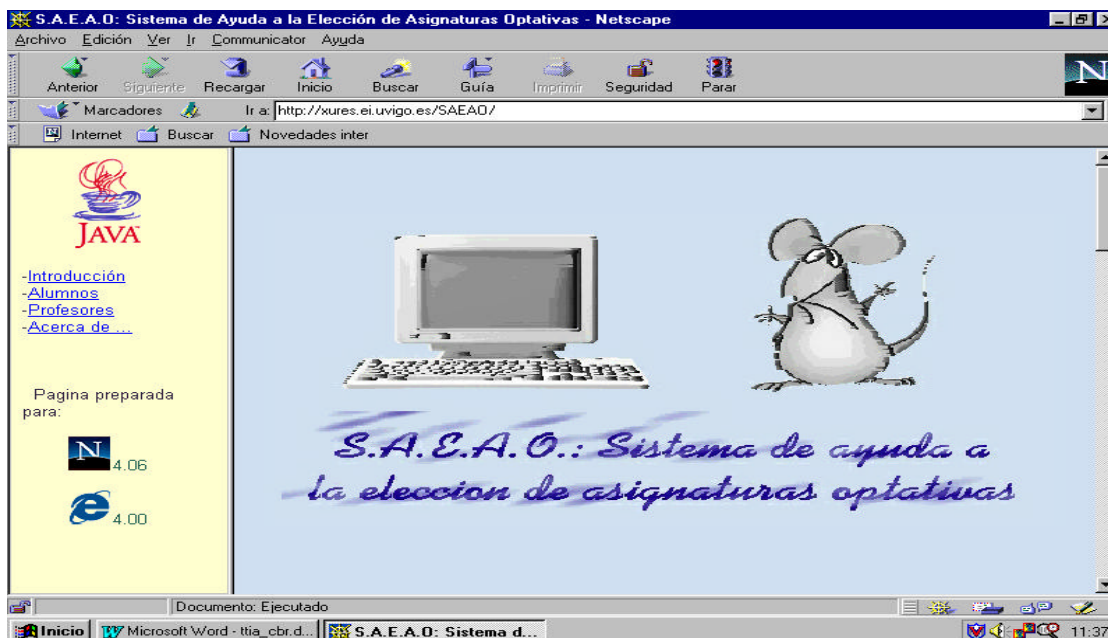 S.A.E.A.O: Sistema de Ayuda a la Elección de Asignaturas Optativas - Netscape
Archivo Edición Ver Ir Communicator Ayuda
Anterior Siguiente Recargar Inicio Buscar Guía Imprimir Seguridad Parar
N
Marcadores Ir a: http://xures.ei.uvigo.es/SAEAO/
Internet Buscar Novedades inter
JAVA
-Introducción
-Alumnos
-Profesores
-Acerca de ...
Pagina preparada
para:
N 4.06
e 4.00
S.A.E.A.O.: Sistema de ayuda a
la eleccion de asignaturas optativas
Documento: Ejecutado
Inicio Microsoft Word - ttia_cbr.d... S.A.E.A.O: Sistema d... 11:37